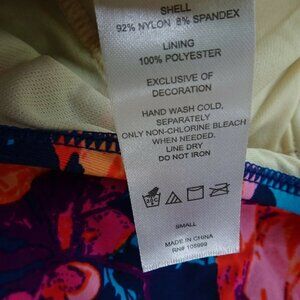 SHELL
92% NYLON 8% SPANDEX
LINING
100% POLYESTER
EXCLUSIVE OF
DECORATION
HAND WASH COLD,
SEPARATELY
ONLY NON-CHLORINE BLEACH
WHEN NEEDED.
LINE DRY
DO NOT IRON
SMALL
MADE IN CHINA
RN#